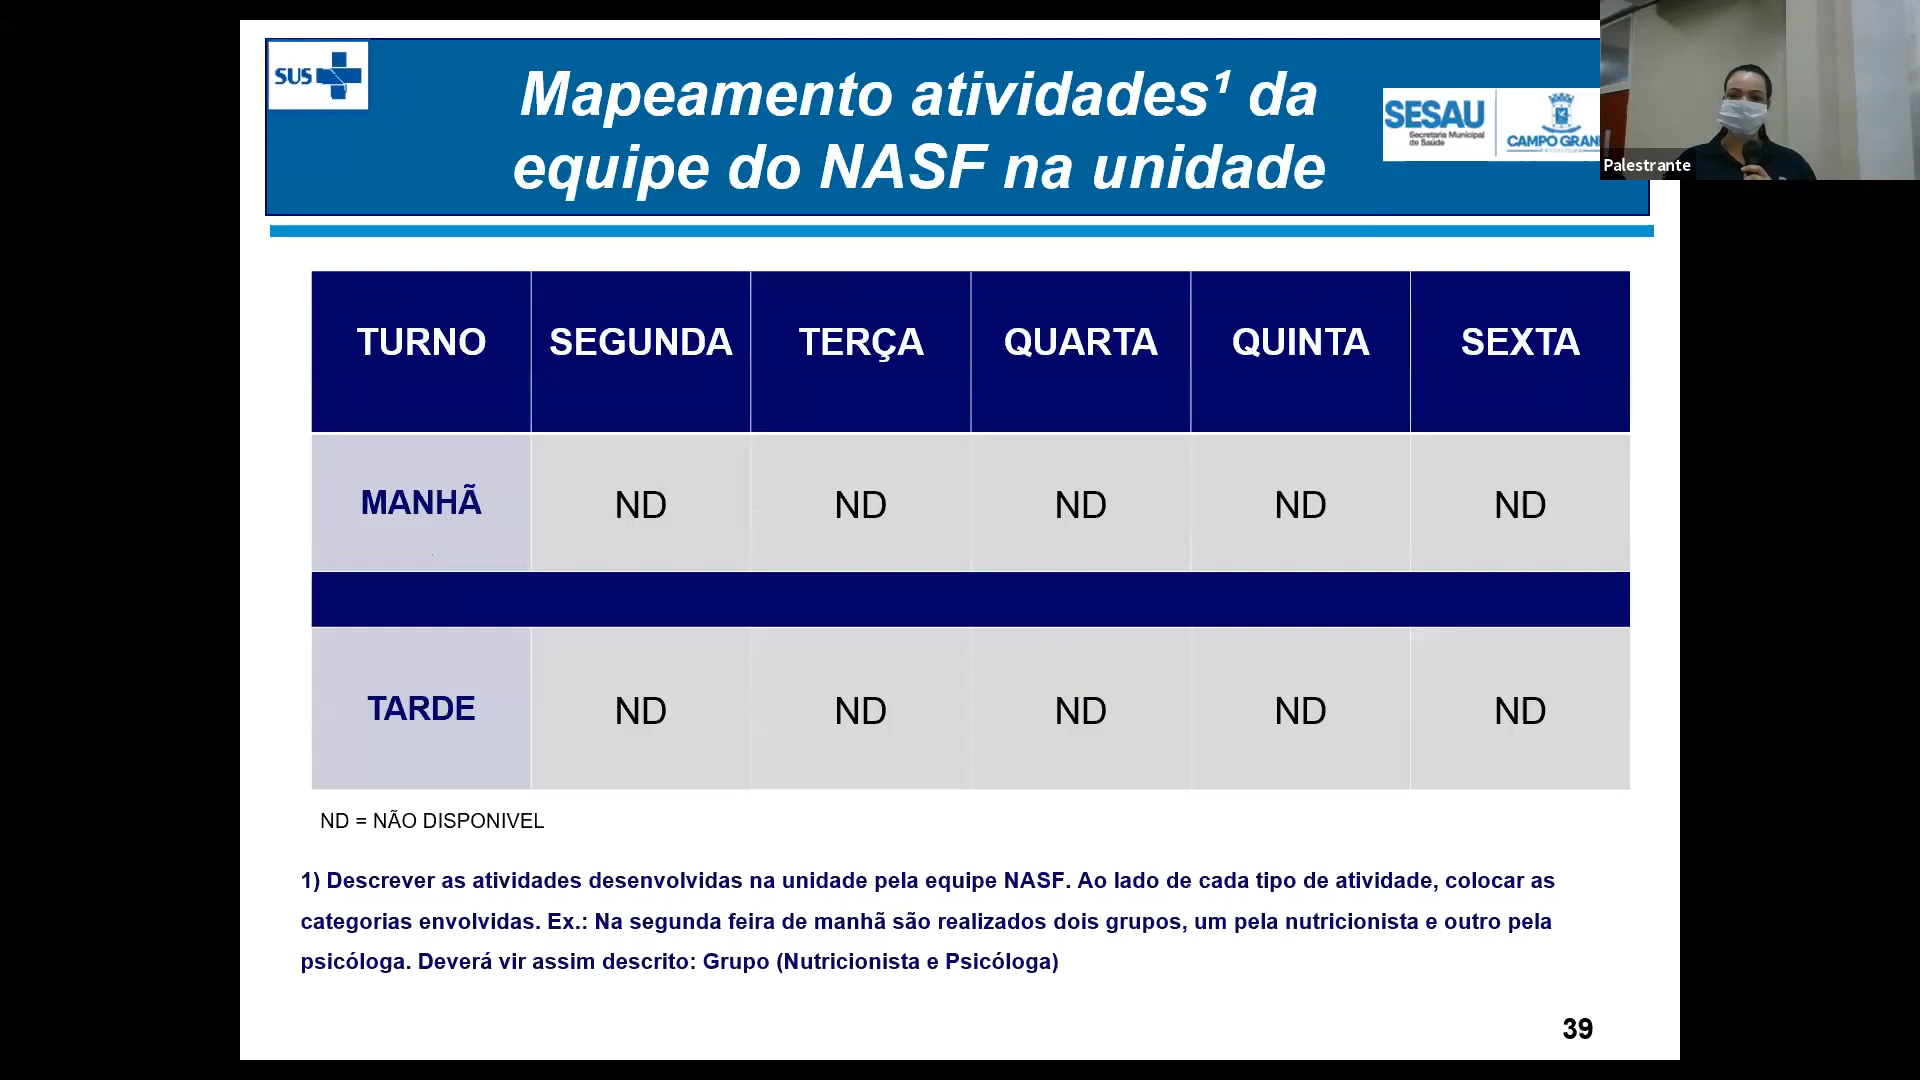 SUS
Mapeamento atividades¹ da
equipe do NASF na unidade
SESAU
Secretaria Municipal
de Saúde
CAMPO GRAN
Palestrante
TURNO SEGUNDA TERÇA QUARTA QUINTA SEXTA
MANHÃ ND ND ND ND ND
TARDE ND ND ND ND ND
ND = NÃO DISPONIVEL
1) Descrever as atividades desenvolvidas na unidade pela equipe NASF. Ao lado de cada tipo de atividade, colocar as
categorias envolvidas. Ex.: Na segunda feira de manhã são realizados dois grupos, um pela nutricionista e outro pela
psicóloga. Deverá vir assim descrito: Grupo (Nutricionista e Psicóloga)
39